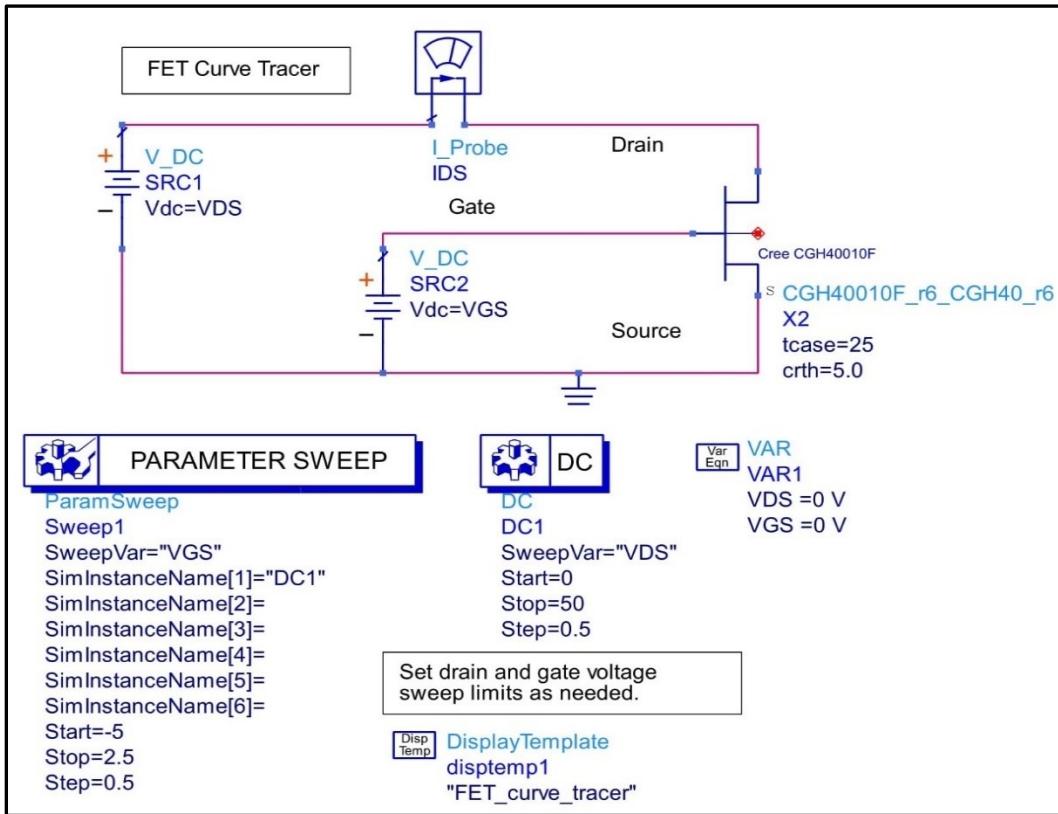 FET Curve Tracer
I_Probe
IDS
Drain
+
V_DC
SRC1
Vdc=VDS
–
Gate
Cree CGH40010F
+
V_DC
SRC2
Vdc=VGS
–
Source
S
CGH40010F_r6_CGH40_r6
X2
tcase=25
crth=5.0
PARAMETER SWEEP
ParamSweep
Sweep1
SweepVar="VGS"
SimInstanceName[1]="DC1"
SimInstanceName[2]=
SimInstanceName[3]=
SimInstanceName[4]=
SimInstanceName[5]=
SimInstanceName[6]=
Start=-5
Stop=2.5
Step=0.5
DC
DC
DC1
SweepVar="VDS"
Start=0
Stop=50
Step=0.5
Var
Eqn
VAR
VAR1
VDS =0 V
VGS =0 V
Set drain and gate voltage
sweep limits as needed.
Disp
Temp
DisplayTemplate
disptemp1
"FET_curve_tracer"